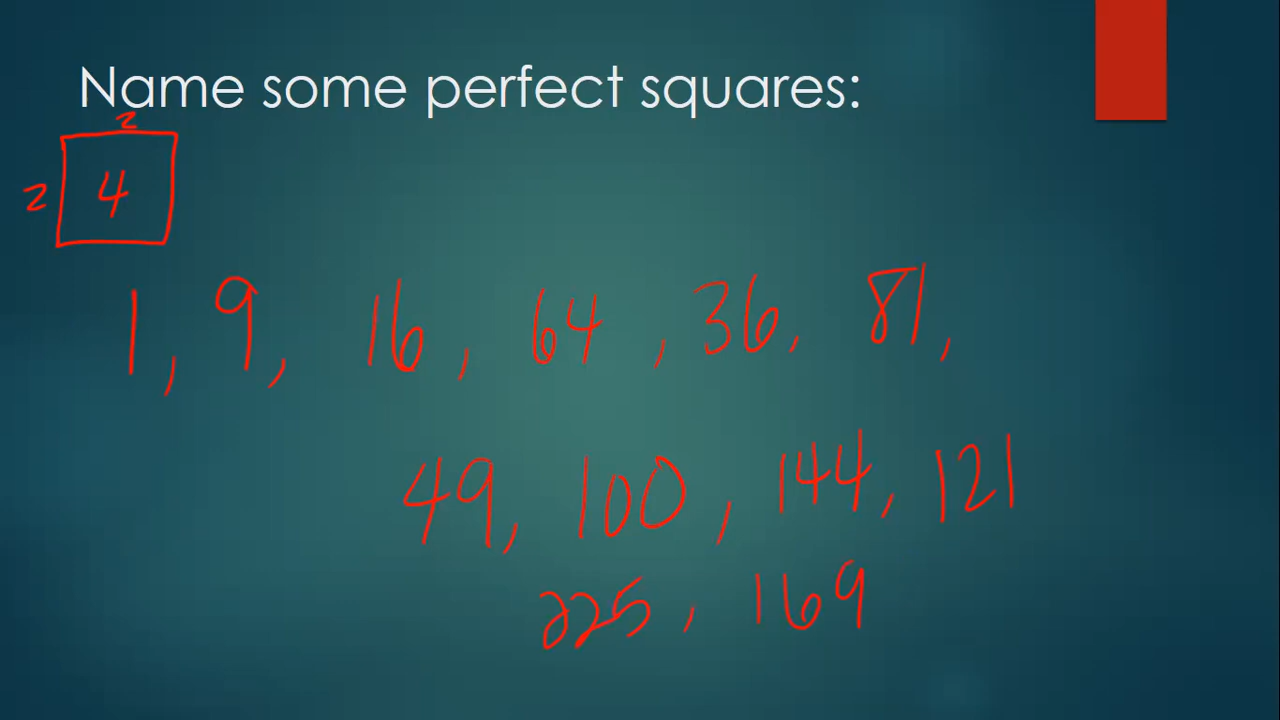 Name some perfect squares:
2
2 4
1, 9, 16, 64, 36, 81,
49, 100, 144, 121
225, 169